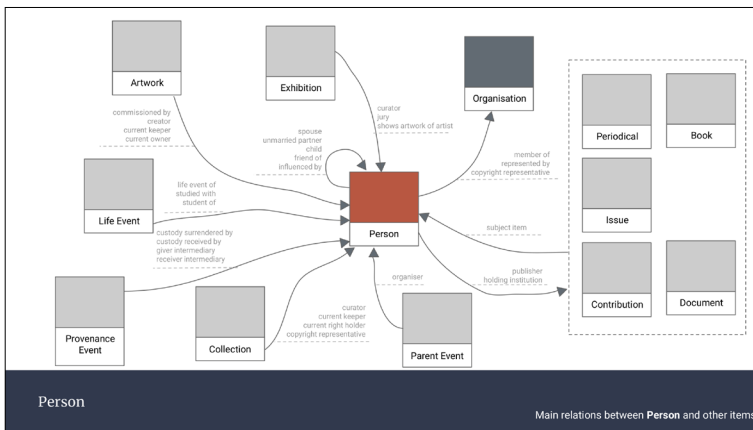 Artwork
Exhibition
Organisation
Periodical
Book
commissioned by
creator
current keeper
current owner
curator
jury
shows artwork of artist
spouse
unmarried partner
child
friend of
influenced by
member of
represented by
copyright representative
Life Event
life event of
studied with
student of
Person
Issue
subject item
custody surrendered by
custody received by
giver intermediary
receiver intermediary
organiser
publisher
holding institution
Contribution
Document
Provenance
Event
Collection
curator
current keeper
current right holder
copyright representative
Parent Event
Person
Main relations between Person and other items